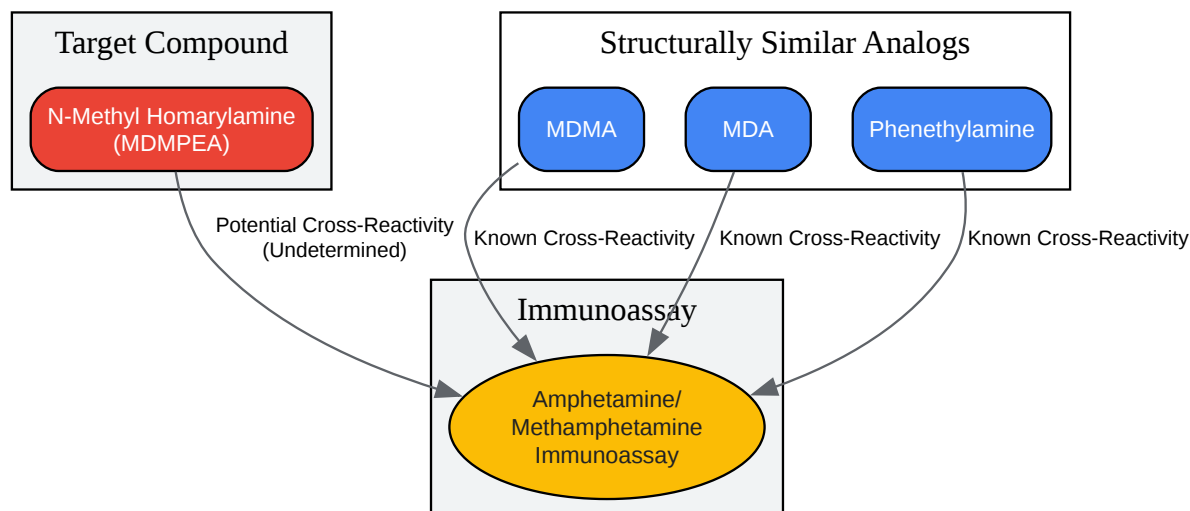 Target Compound
Structurally Similar Analogs
N-Methyl Homarylamine
(MDMPEA)
MDMA
MDA
Phenethylamine
Potential Cross-Reactivity
(Undetermined)
Known Cross-Reactivity
Known Cross-Reactivity
Known Cross-Reactivity
Immunoassay
Amphetamine/
Methamphetamine
Immunoassay